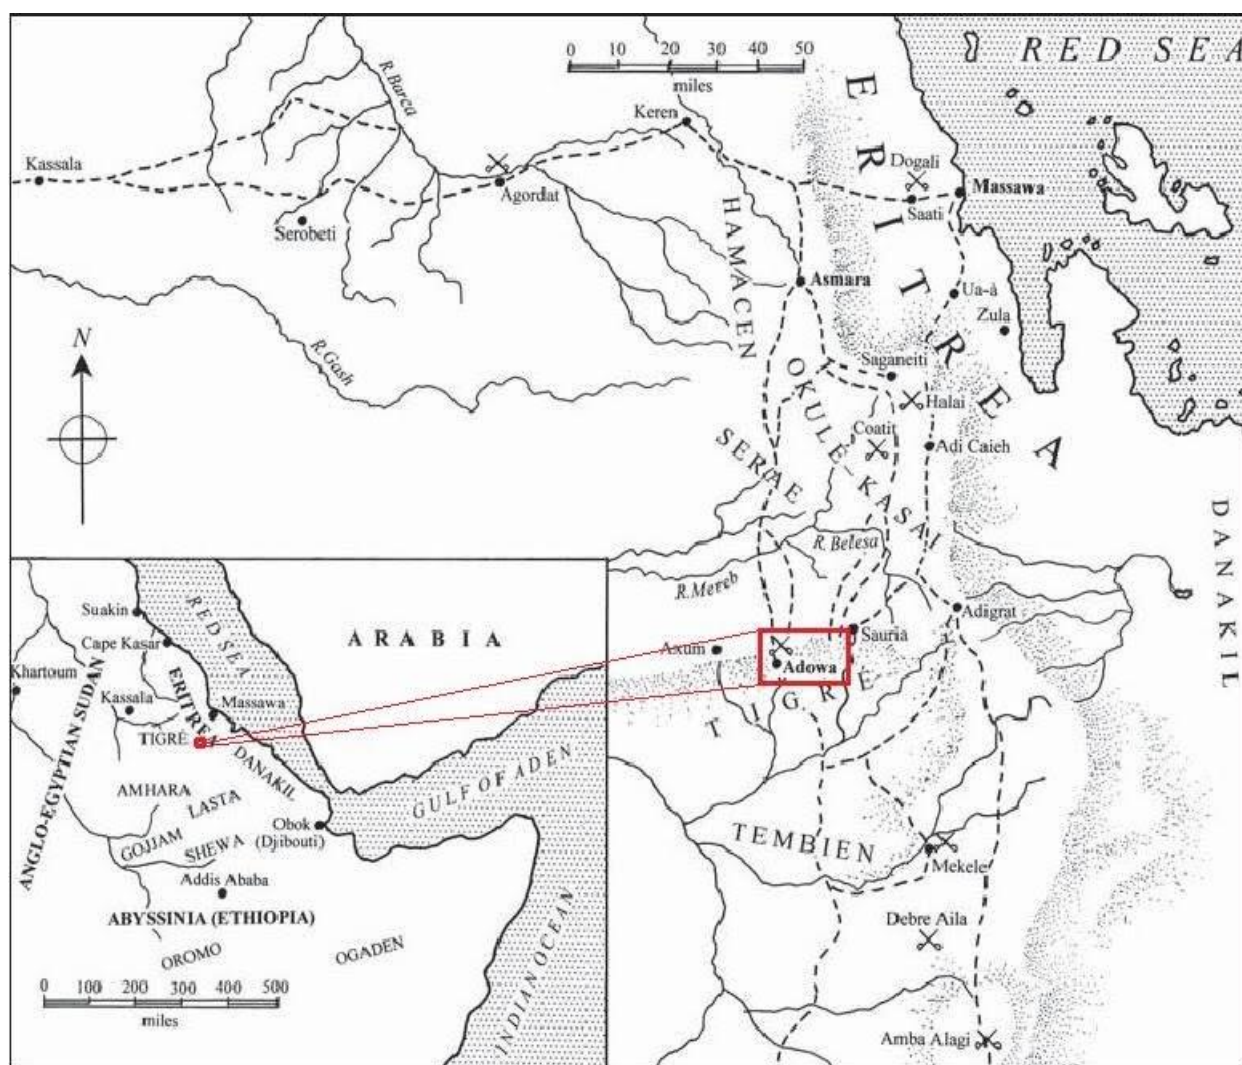 0 10 20 30 40 50
miles
RED SEA
ERITREA
R.Barca
Keren
Kassala
Agordat
Serobeti
Dogali
Massawa
Saati
HAMACEN
Asmara
Ua-à
Zula
N
R.Gash
Saganeiti
OKULE-KASAI
Halai
Coatit
SERAE
Adi Caieh
DANAKIL
R. Belesa
R.Mereb
Adigrat
Sauria
Axum
Adowa
TIGRE
TEMBIEN
Mekele
Debre Aila
Amba Alagi
Suakin
RED SEA
ARABIA
Cape Kasar
Khartoum
Kassala
ERITREA
Massawa
ANGLO-EGYPTIAN SUDAN
TIGRÉ
DANAKIL
GULF OF ADEN
AMHARA
LASTA
Obok
(Djibouti)
GOJJAM
SHEWA
Addis Ababa
ABYSSINIA (ETHIOPIA)
OROMO
OGADEN
INDIAN OCEAN
0 100 200 300 400 500
miles